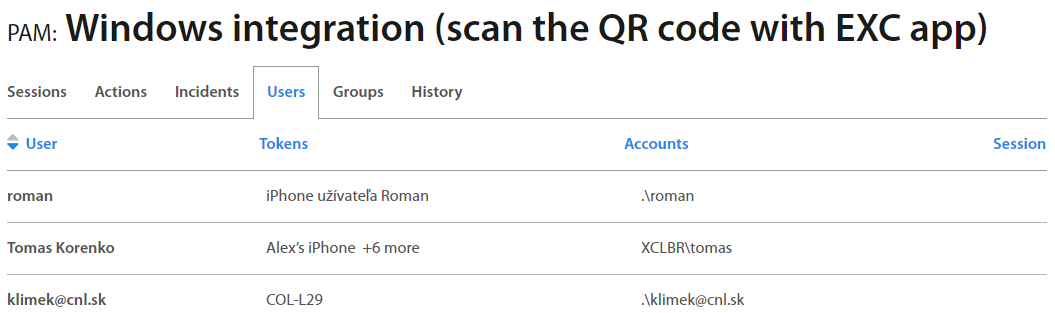 PAM: Windows integration (scan the QR code with EXC app)
Sessions Actions Incidents Users Groups History
User Tokens Accounts Session
roman iPhone užívateľa Roman .\roman
Tomas Korenko Alex’s iPhone +6 more XCLBR\tomas
klimek@cnl.sk COL-L29 .\klimek@cnl.sk